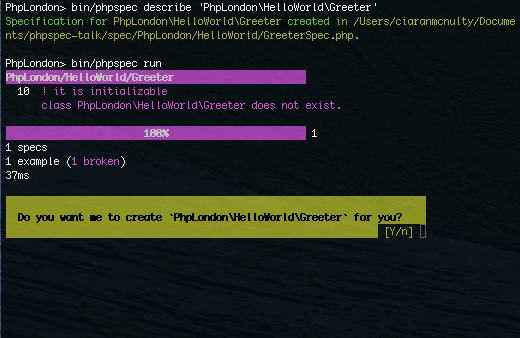 PhpLondon> bin/phpspec describe 'PhpLondon\HelloWorld\Greeter'
Specification for PhpLondon\HelloWorld\Greeter created in /Users/ciaranmcnulty/Docume
nts/phpspec-talk/spec/PhpLondon/HelloWorld/GreeterSpec.php.
PhpLondon> bin/phpspec run
PhpLondon/HelloWorld/Greeter
10 ! it is initializable
class PhpLondon\HelloWorld\Greeter does not exist.
100% 1
1 specs
1 example (1 broken)
37ms
Do you want me to create `PhpLondon\HelloWorld\Greeter` for you?
[Y/n]